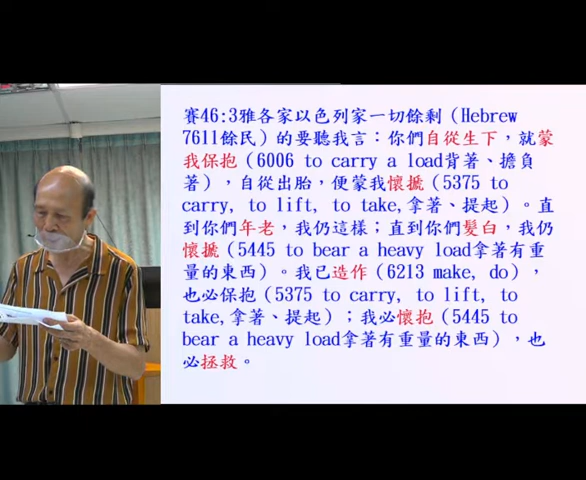 賽46:3雅各家以色列家一切餘剩（Hebrew
7611餘民）的要聽我言：你們自從生下，就蒙
我保抱（6006 to carry a load背著、擔負
著），自從出胎，便蒙我懷搋（5375 to
carry, to lift, to take,拿著、提起）。直
到你們年老，我仍這樣；直到你們髮白，我仍
懷搋（5445 to bear a heavy load拿著有重
量的東西）。我已造作（6213 make, do），
也必保抱（5375 to carry, to lift, to
take,拿著、提起）；我必懷抱（5445 to
bear a heavy load拿著有重量的東西），也
必拯救。